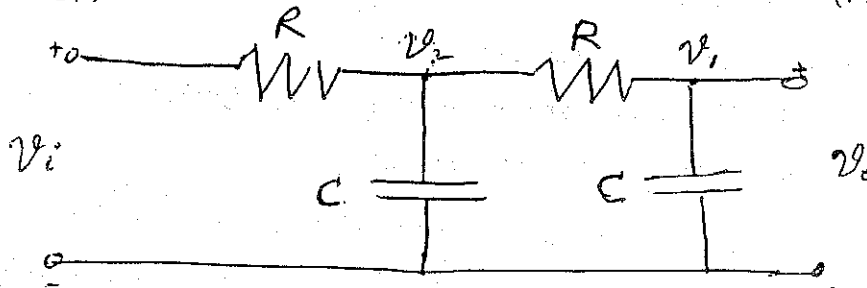 R R
+ v₂ v₁ +
vᵢ C C v₀
- -